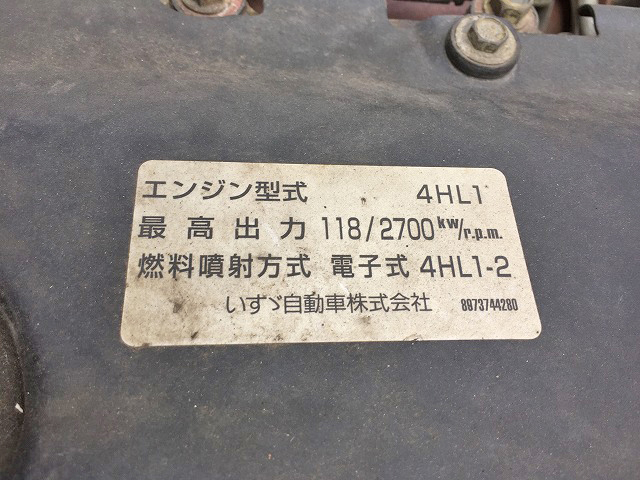 エンジン型式 4HL1
最高出力 118/2700 kw/r.p.m.
燃料噴射方式 電子式 4HL1-2
いすゞ自動車株式会社 8973744280